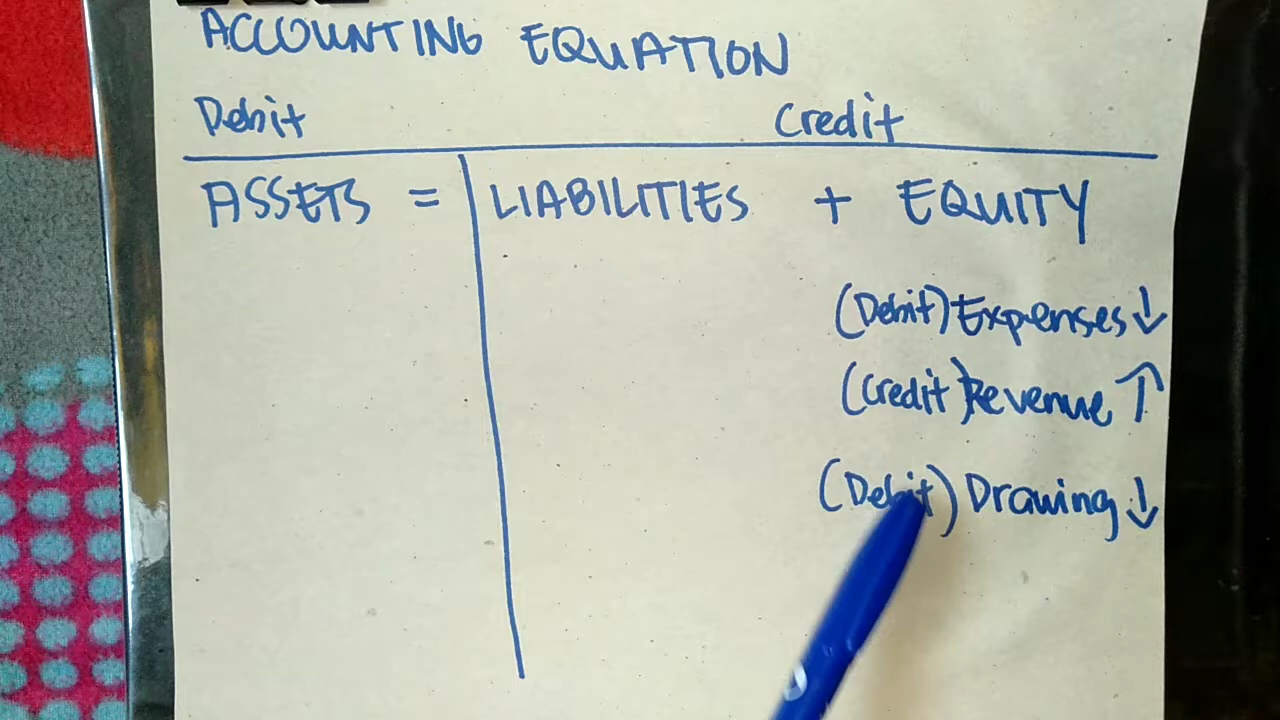 ACCOUNTING EQUATION
Debit Credit
ASSETS = LIABILITIES + EQUITY
(Debit) Expenses ↓
(Credit) Revenue ↑
(Debit) Drawing ↓